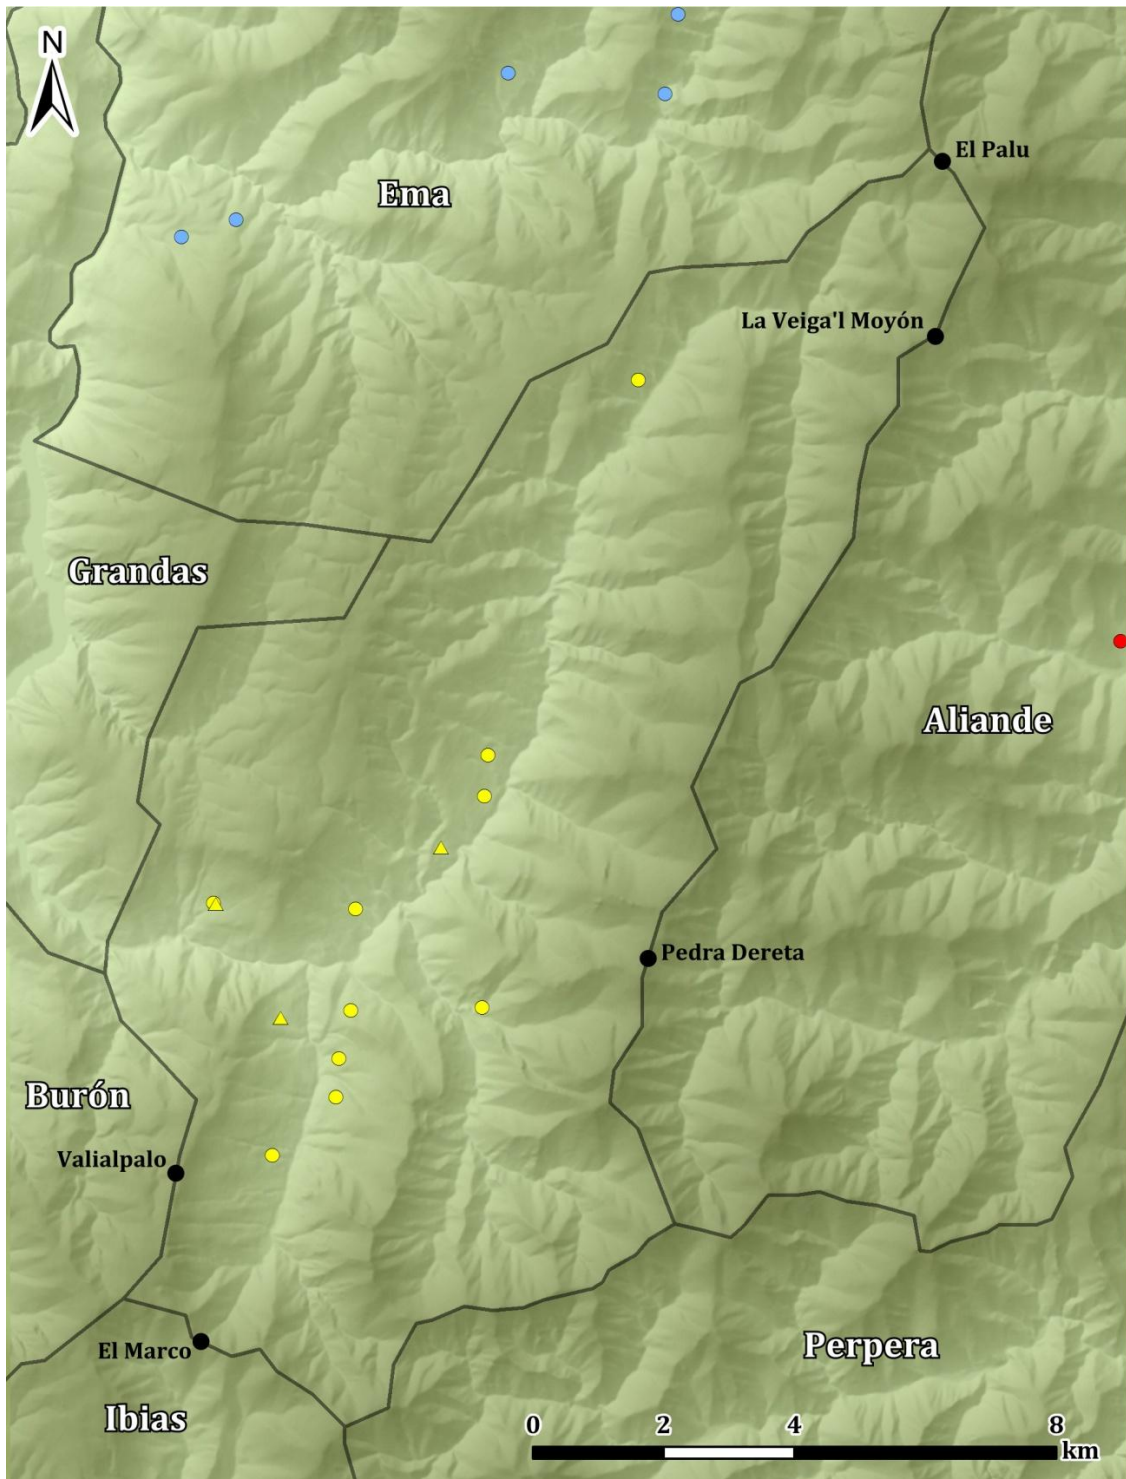 N
El Palu
Ema
La Veiga'l Moyón
Grandas
Aliande
Pedra Dereta
Burón
Valialpalo
El Marco
Perpera
Ibias
0 2 4 8
km